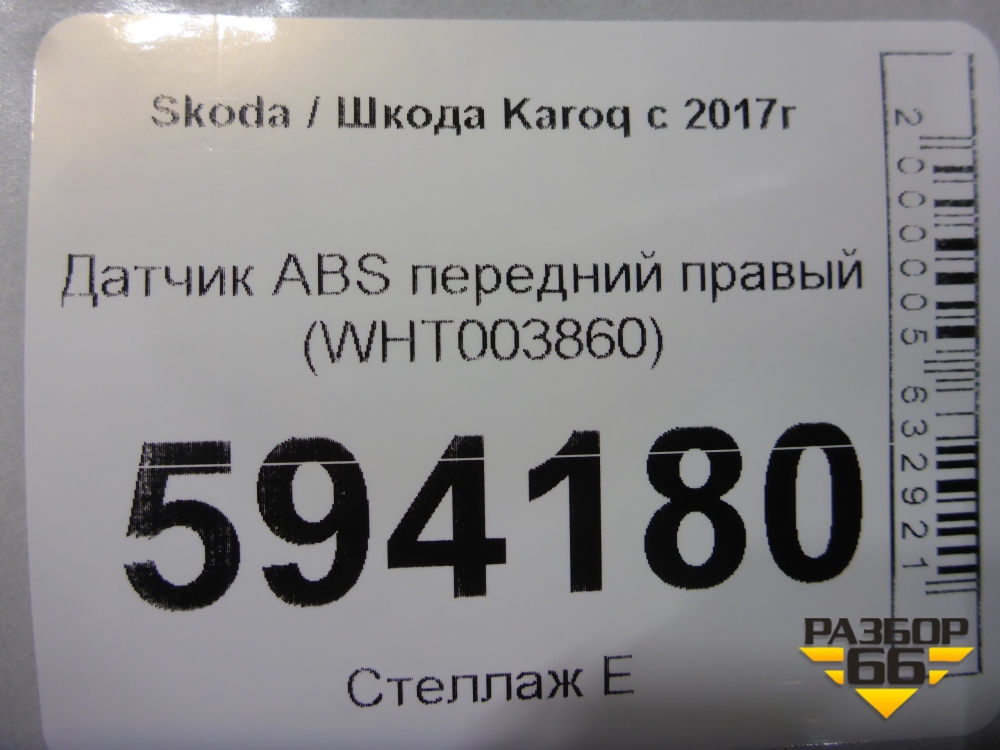 Skoda / Шкода Karoq с 2017г
Датчик ABS передний правый
(WHT003860)
594180
Стеллаж Е
2000005632921
РАЗБОР
66